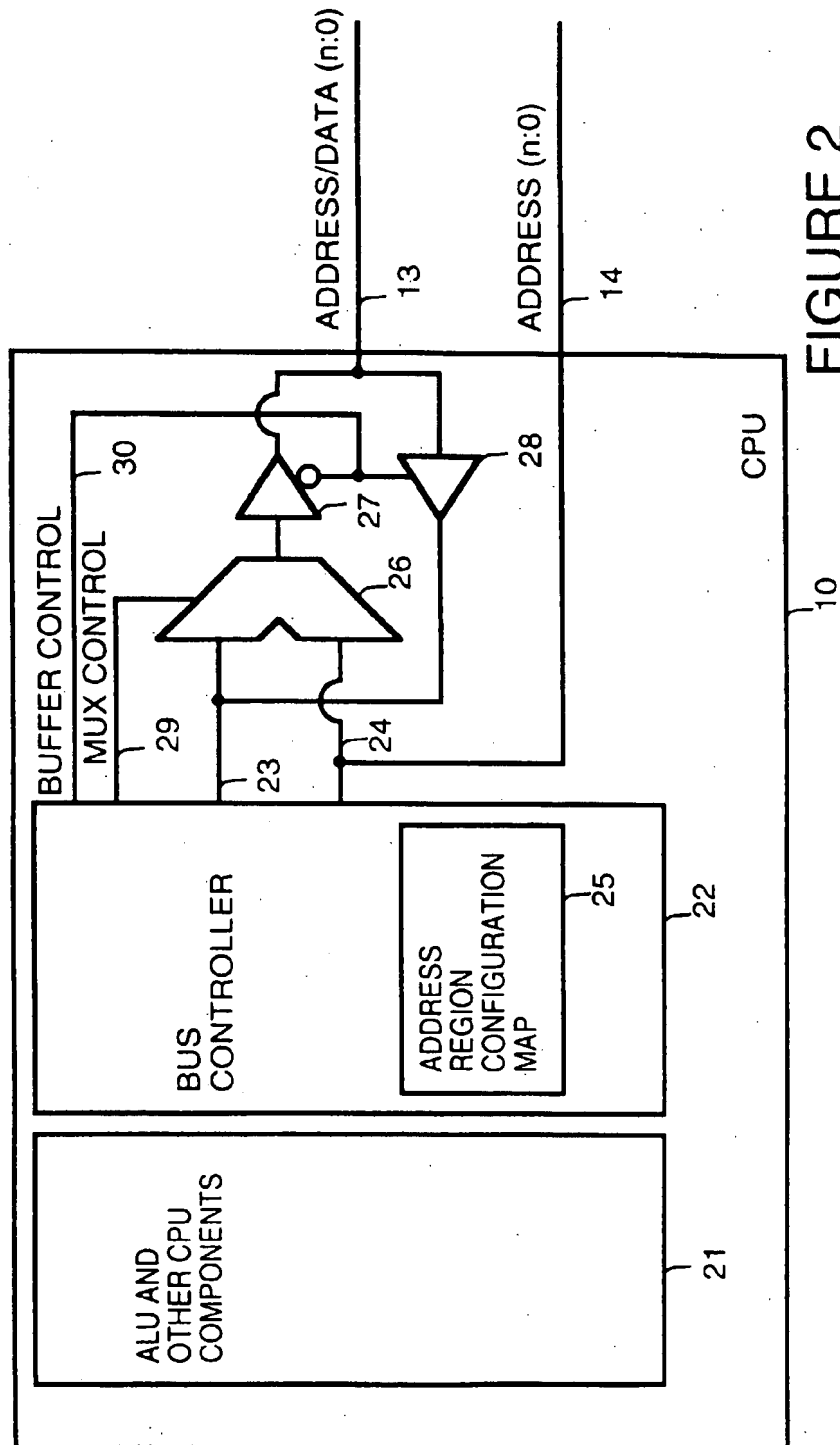 ALU AND
OTHER CPU
COMPONENTS
21
BUS
CONTROLLER
ADDRESS
REGION
CONFIGURATION
MAP
25
22
BUFFER CONTROL
MUX CONTROL
30
29
23
24
26
27
28
CPU
10
ADDRESS/DATA (n:0)
13
ADDRESS (n:0)
14
FIGURE 2